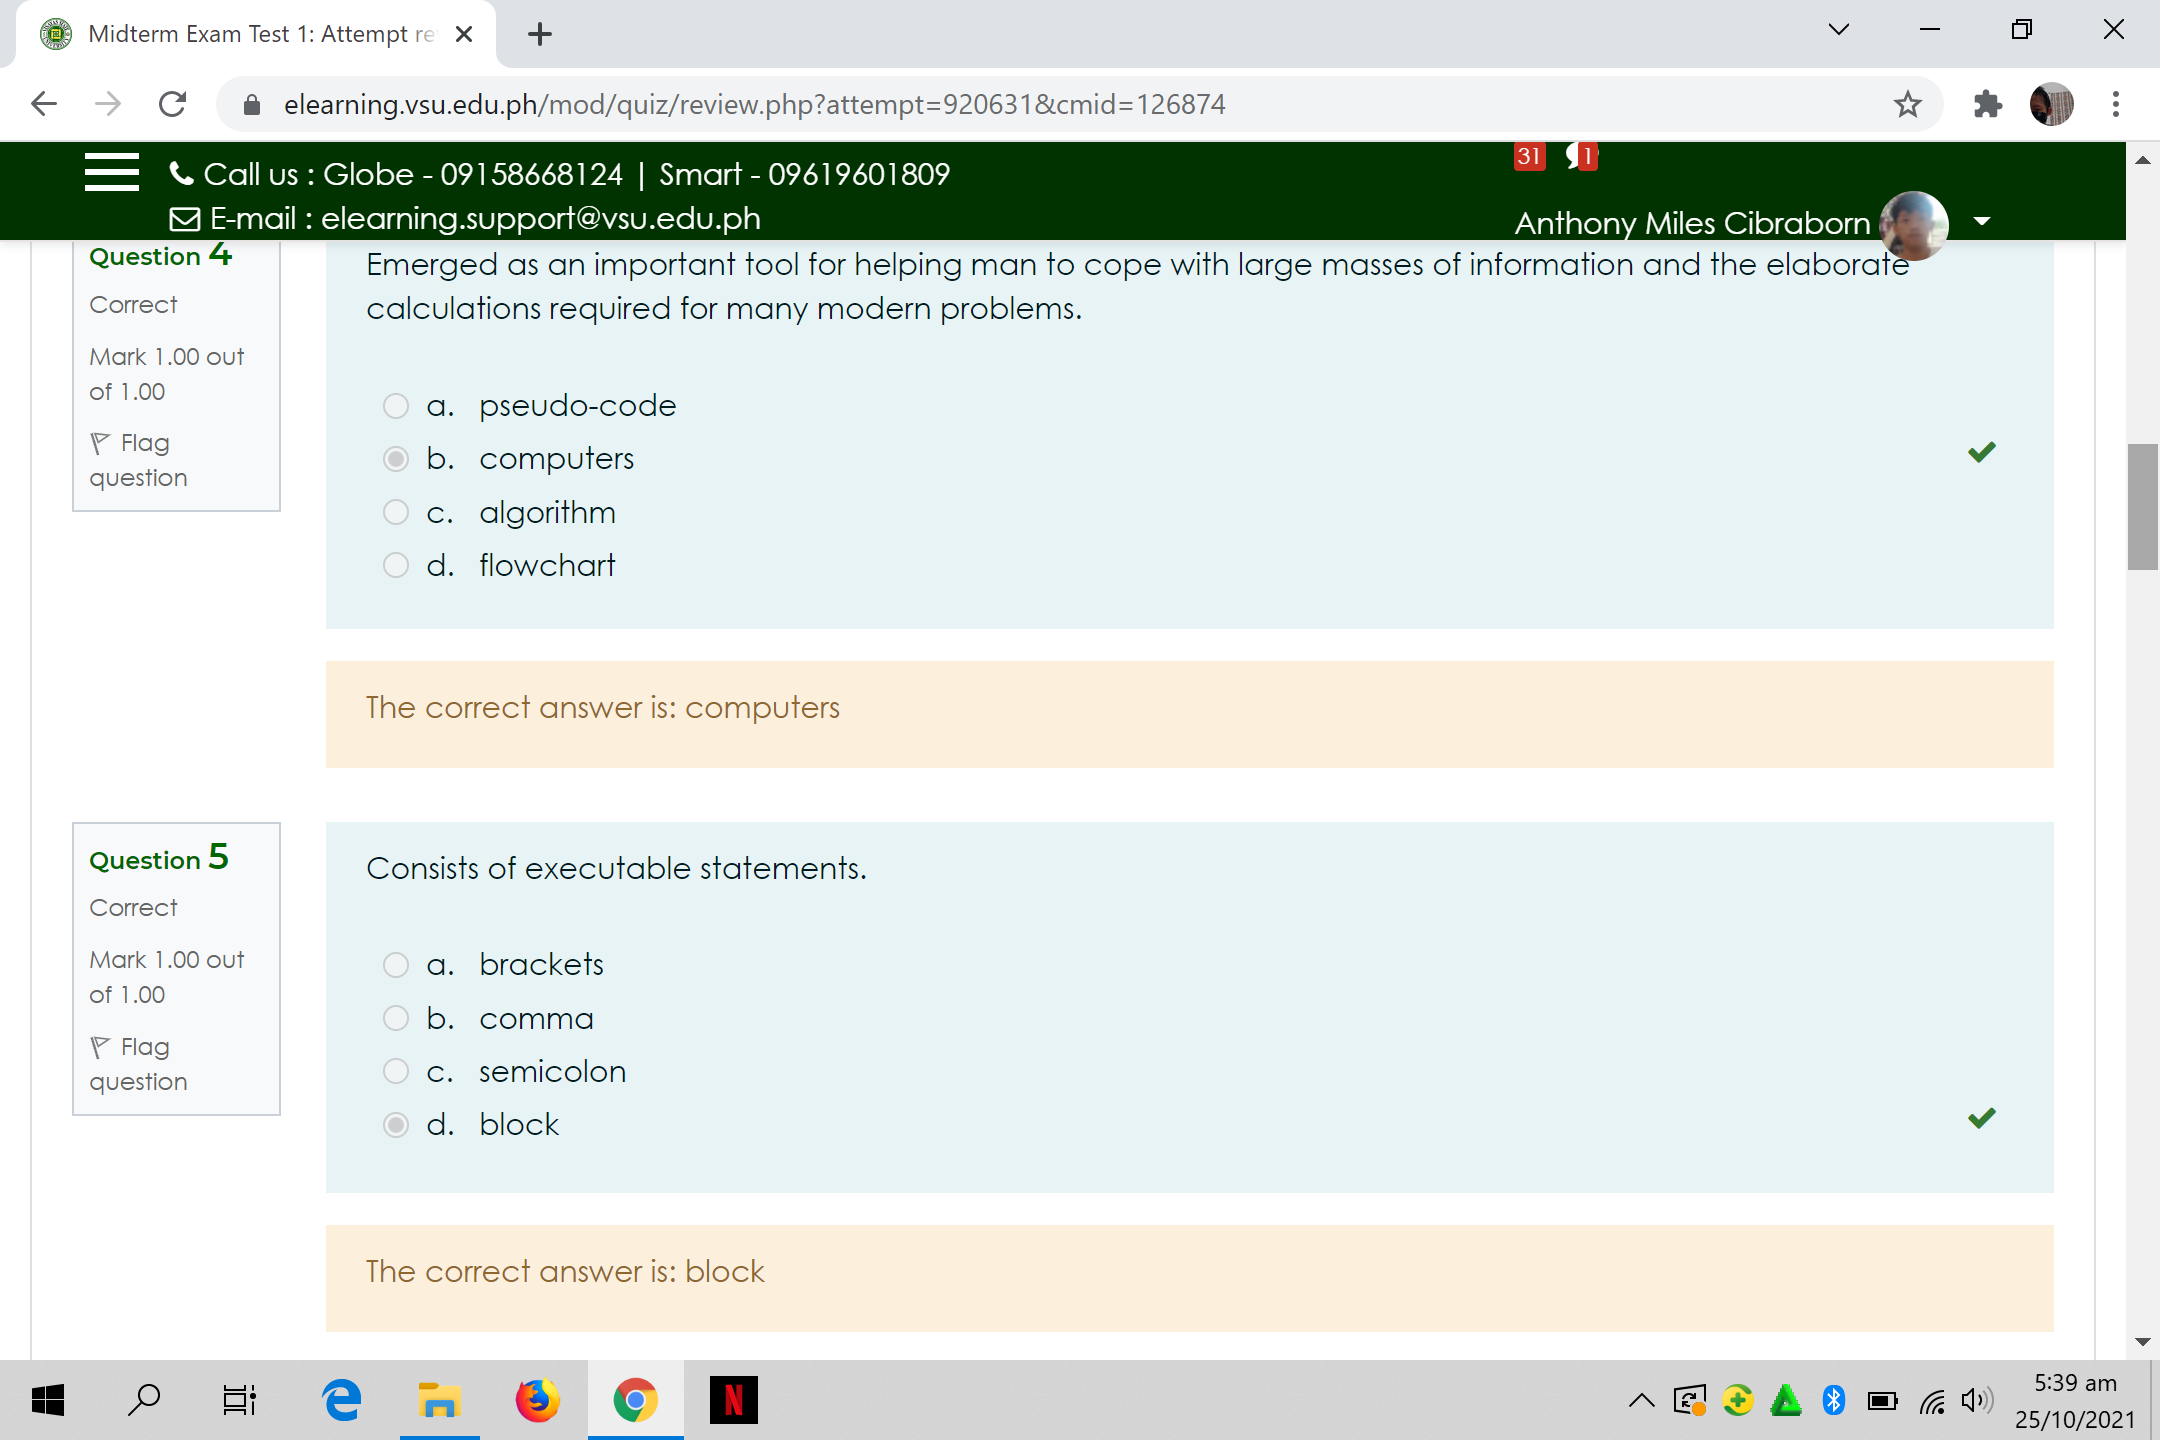 Midterm Exam Test 1: Attempt re
elearning.vsu.edu.ph/mod/quiz/review.php?attempt=920631&cmid=126874
Call us : Globe - 09158668124 | Smart - 09619601809
31 1
E-mail : elearning.support@vsu.edu.ph
Anthony Miles Cibraborn
Question 4
Correct
Mark 1.00 out
of 1.00
Flag
question
Emerged as an important tool for helping man to cope with large masses of information and the elaborate
calculations required for many modern problems.
a. pseudo-code
b. computers
c. algorithm
d. flowchart
The correct answer is: computers
Question 5
Correct
Mark 1.00 out
of 1.00
Flag
question
Consists of executable statements.
a. brackets
b. comma
c. semicolon
d. block
The correct answer is: block
N
5:39 am
25/10/2021